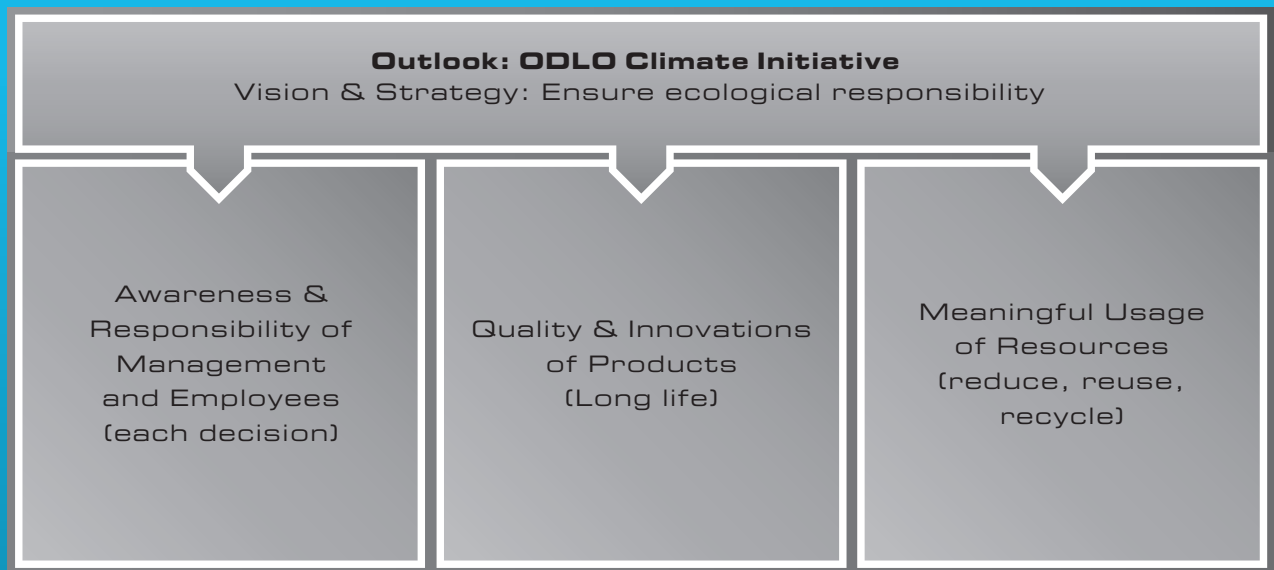 Outlook: ODLO Climate Initiative
Vision & Strategy: Ensure ecological responsibility
Awareness &
Responsibility of
Management
and Employees
(each decision)
Quality & Innovations
of Products
(Long life)
Meaningful Usage
of Resources
(reduce, reuse,
recycle)